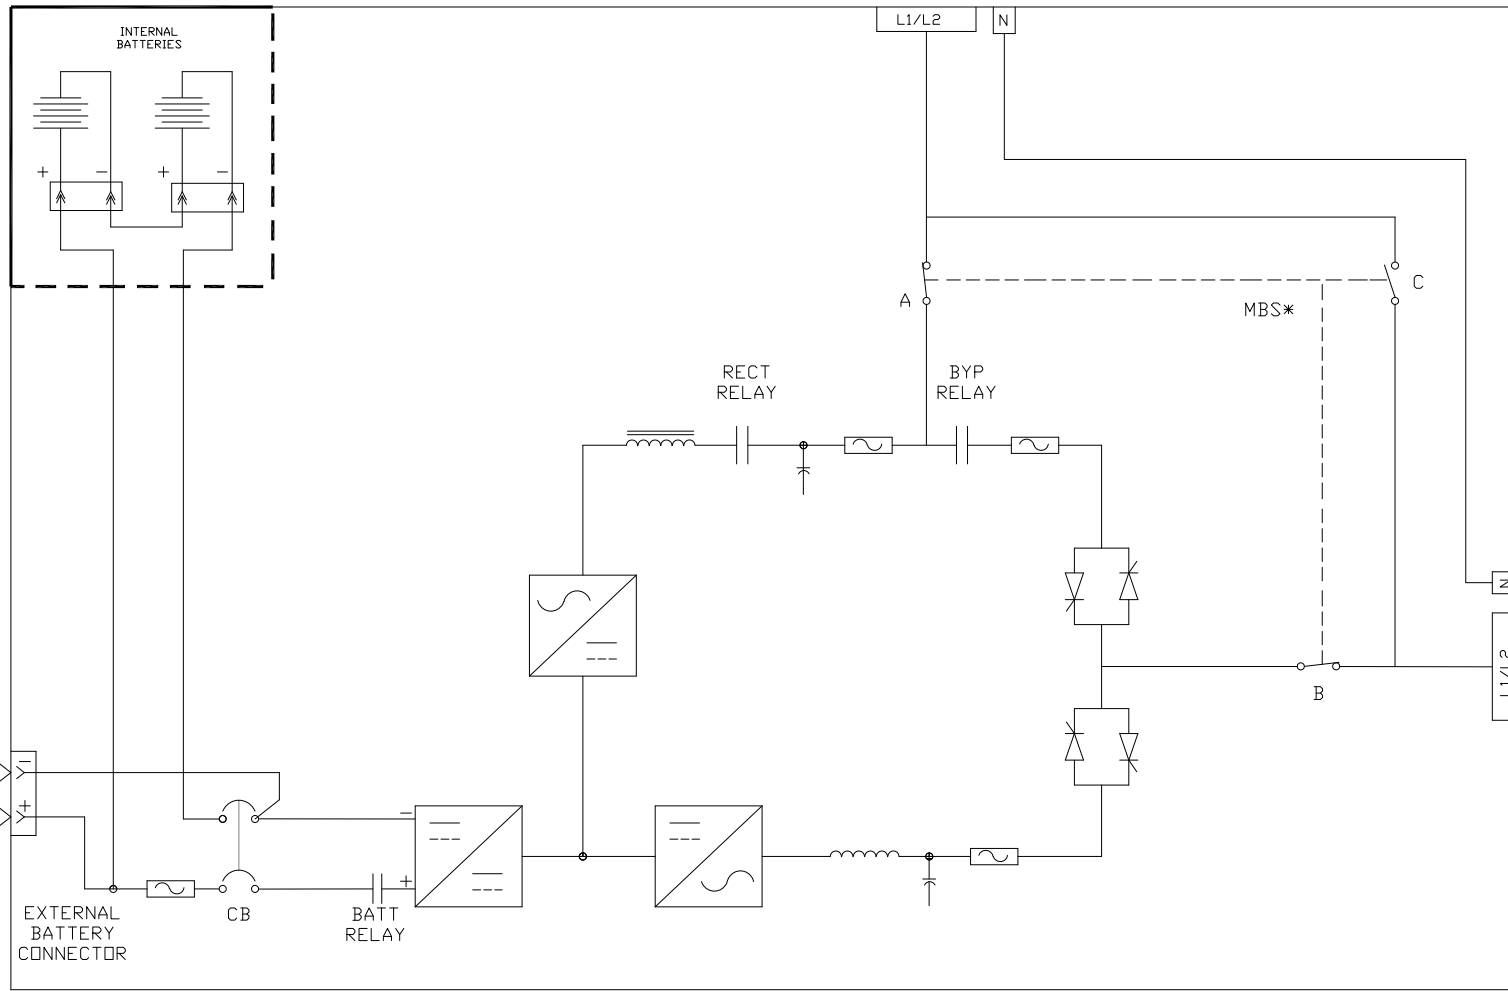 INTERNAL
BATTERIES
L1/L2
N
+ −
+ −
A
C
MBS*
RECT
RELAY
BYP
RELAY
N
L1/L2
B
−
+
−
+
CB
BATT
RELAY
EXTERNAL
BATTERY
CONNECTOR